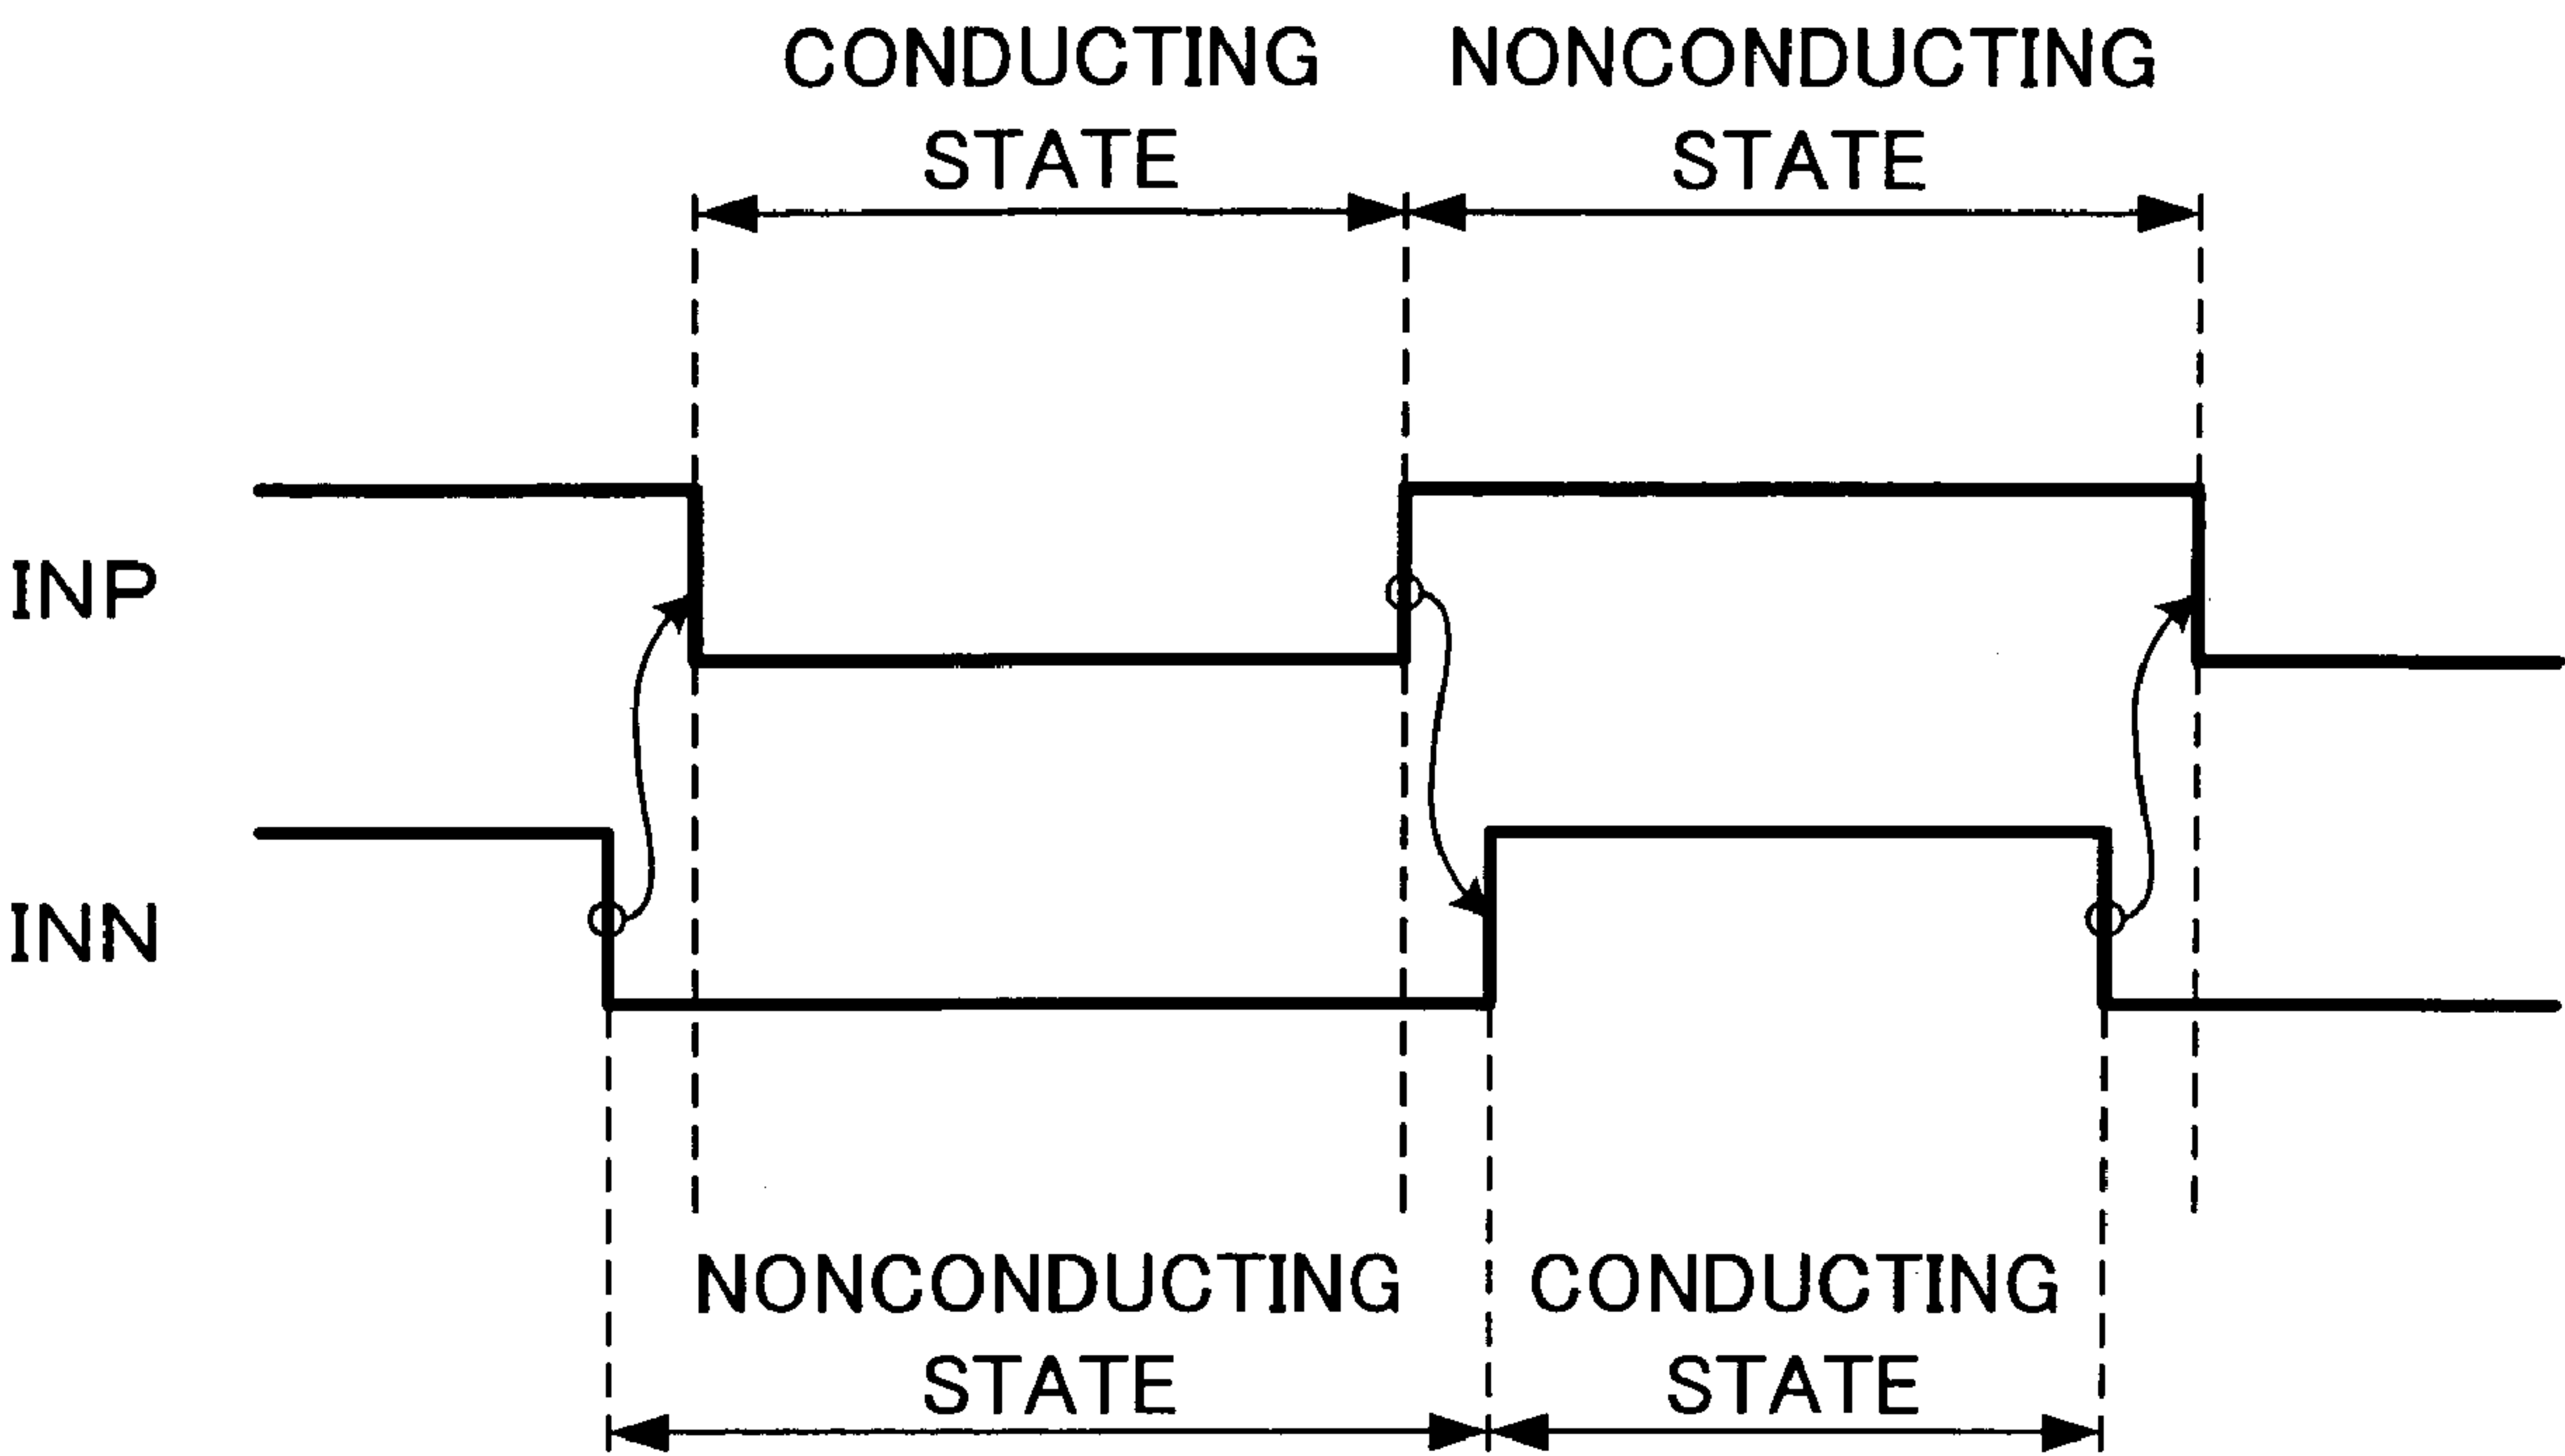 CONDUCTING NONCONDUCTING
STATE STATE
INP
INN
NONCONDUCTING CONDUCTING
STATE STATE